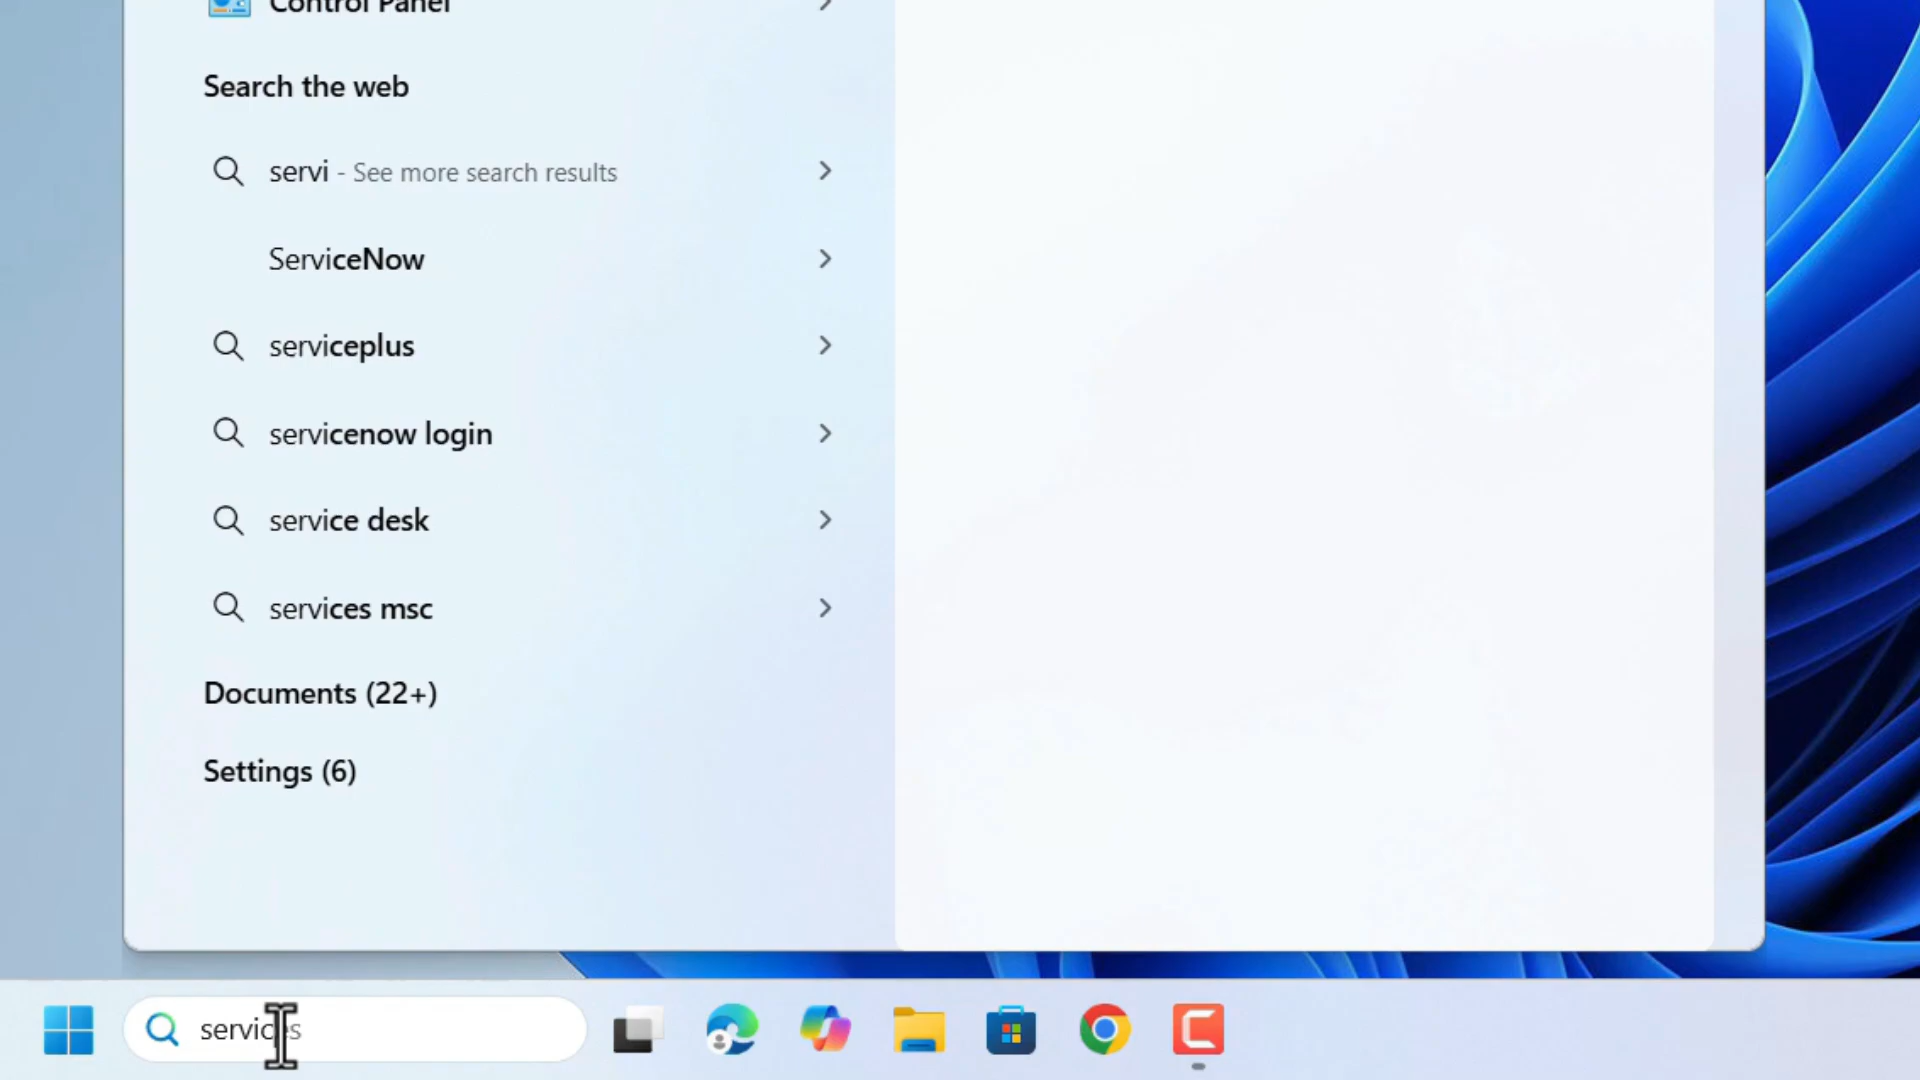 Control Panel
Search the web
servi - See more search results
ServiceNow
serviceplus
servicenow login
service desk
services msc
Documents (22+)
Settings (6)
services